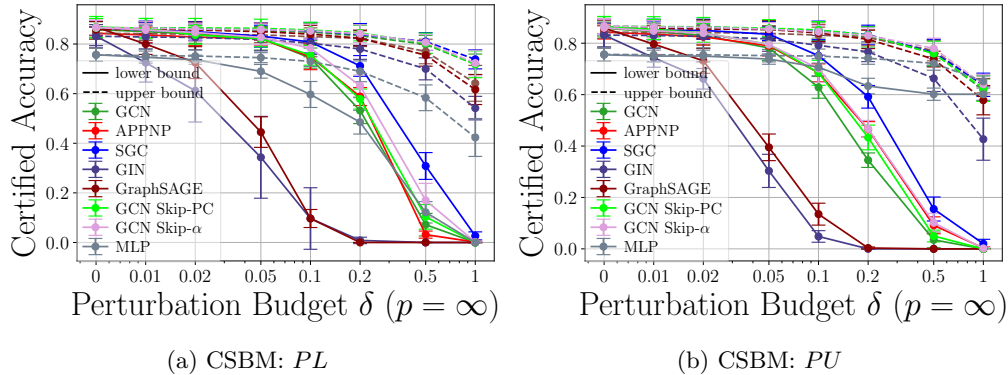 Certified Accuracy
0.8
0.6
0.4
0.2
0.0
lower bound
upper bound
GCN
APPNP
SGC
GIN
GraphSAGE
GCN Skip-PC
GCN Skip-α
MLP
0 0.01 0.02 0.05 0.1 0.2 0.5 1
Perturbation Budget δ (p = ∞)
(a) CSBM: PL
Certified Accuracy
0.8
0.6
0.4
0.2
0.0
lower bound
upper bound
GCN
APPNP
SGC
GIN
GraphSAGE
GCN Skip-PC
GCN Skip-α
MLP
0 0.01 0.02 0.05 0.1 0.2 0.5 1
Perturbation Budget δ (p = ∞)
(b) CSBM: PU